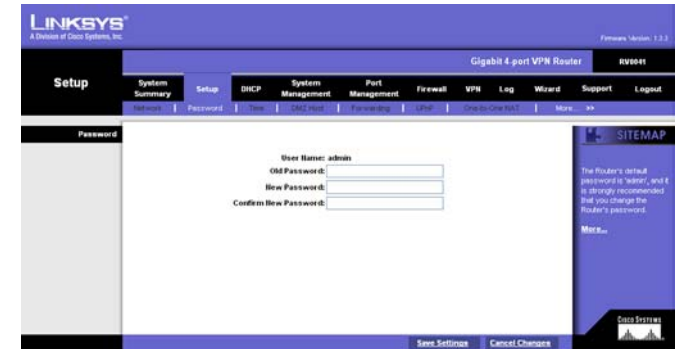 LINKSYS®
A Division of Cisco Systems, Inc.
Firmware Version: 1.3.3
Gigabit 4-port VPN Router
Setup
System Summary
Setup
DHCP
System Management
Port Management
Firewall
VPN
Log
Wizard
Support
Logout
Network | Password | Time | DMZ Host | Forwarding | UPnP | One-to-One NAT | More... >>
Password
SITEMAP
User Name: admin
Old Password:
New Password:
Confirm New Password:
The Router's default
password is 'admin', and it
is strongly recommended
that you change the
Router's password.
More...
CISCO SYSTEMS
Save Settings
Cancel Changes